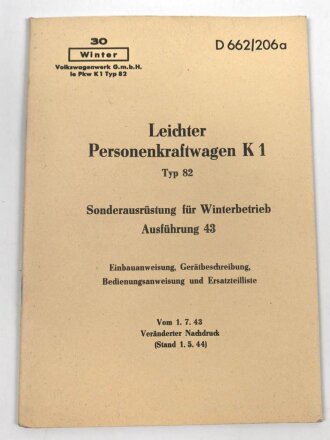 30
Winter
Volkswagenwerk G.m.b.H.
le Pkw K 1 Typ 82
D 662/206a
Leichter
Personenkraftwagen K 1
Typ 82
Sonderausrüstung für Winterbetrieb
Ausführung 43
Einbauanweisung, Gerätbeschreibung,
Bedienungsanweisung und Ersatzteilliste
Vom 1. 7. 43
Veränderter Nachdruck
(Stand 1. 5. 44)